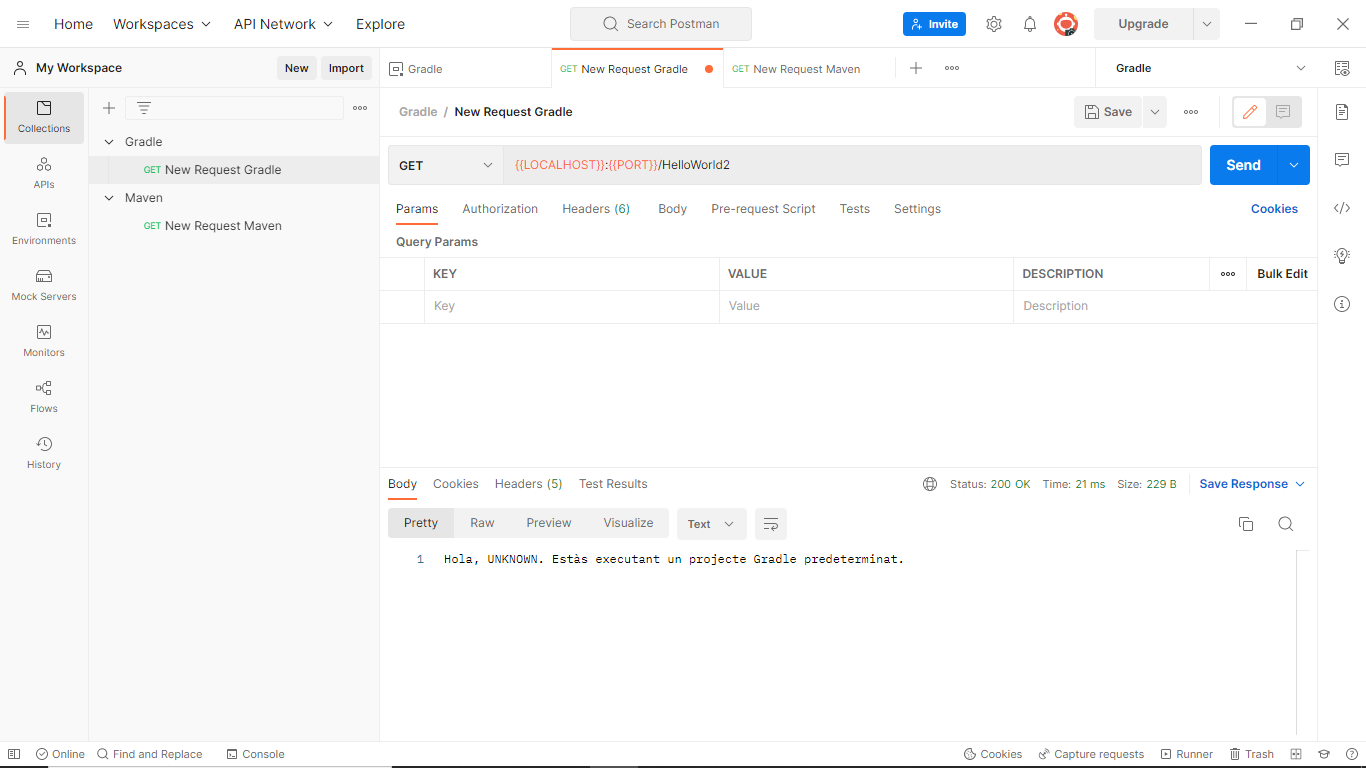 Home Workspaces API Network Explore Search Postman Invite Upgrade
My Workspace New Import Gradle GET New Request Gradle GET New Request Maven Gradle
Collections
APIs
Environments
Mock Servers
Monitors
Flows
History
Gradle
GET New Request Gradle
Maven
GET New Request Maven
Gradle / New Request Gradle Save
GET {{LOCALHOST}}:{{PORT}}/HelloWorld2 Send
Params Authorization Headers (6) Body Pre-request Script Tests Settings Cookies
Query Params
KEY VALUE DESCRIPTION Bulk Edit
Key Value Description
Body Cookies Headers (5) Test Results Status: 200 OK Time: 21 ms Size: 229 B Save Response
Pretty Raw Preview Visualize Text
1 Hola, UNKNOWN. Estàs executant un projecte Gradle predeterminat.
Online Find and Replace Console Cookies Capture requests Runner Trash